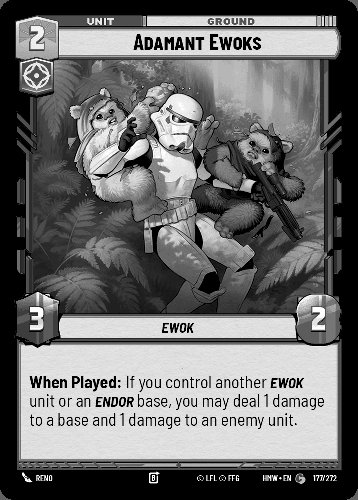 UNIT GROUND
2 ADAMANT EWOKS
3 EWOK 2
When Played: If you control another EWOK
unit or an ENDOR base, you may deal 1 damage
to a base and 1 damage to an enemy unit.
RENO © LFL © FFG HMW • EN 177/272